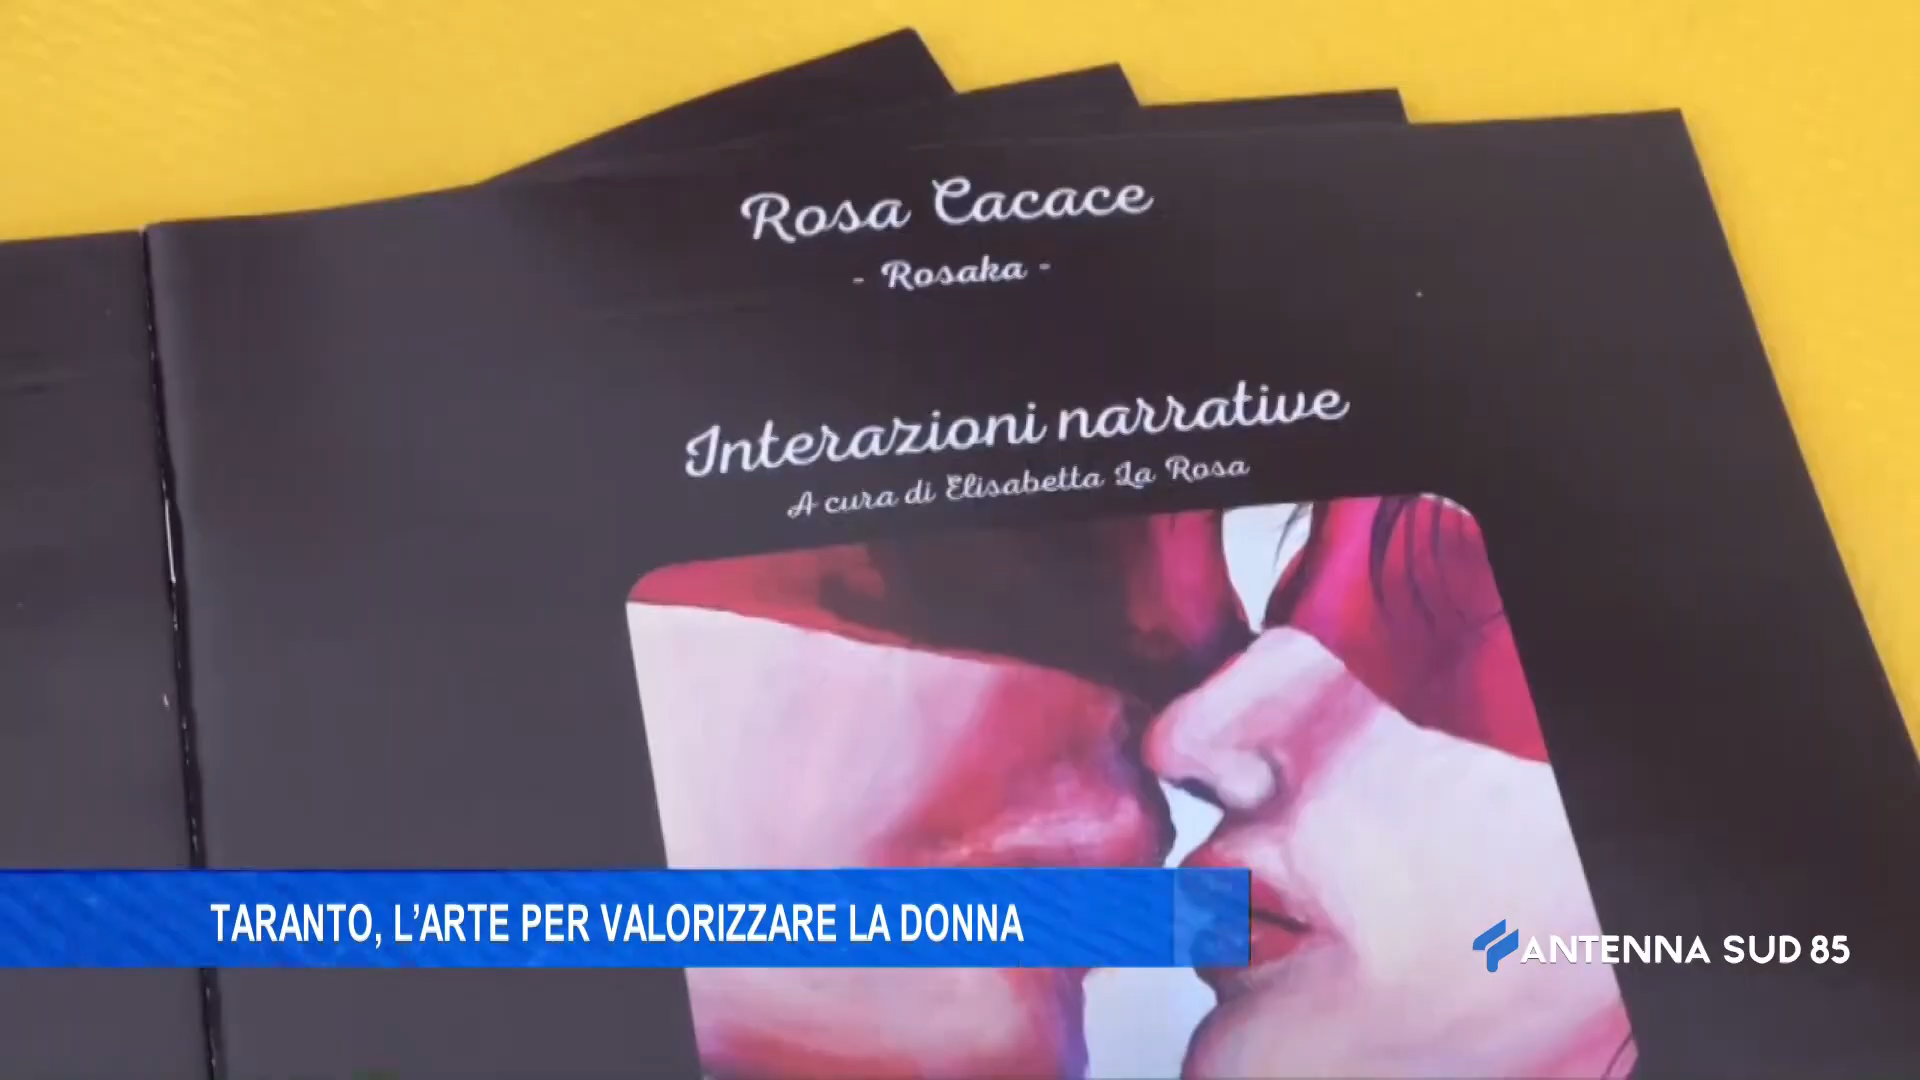 Rosa Cacace
- Rosaka -
Interazioni narrative
A cura di Elisabetta La Rosa
TARANTO, L'ARTE PER VALORIZZARE LA DONNA
ANTENNA SUD 85